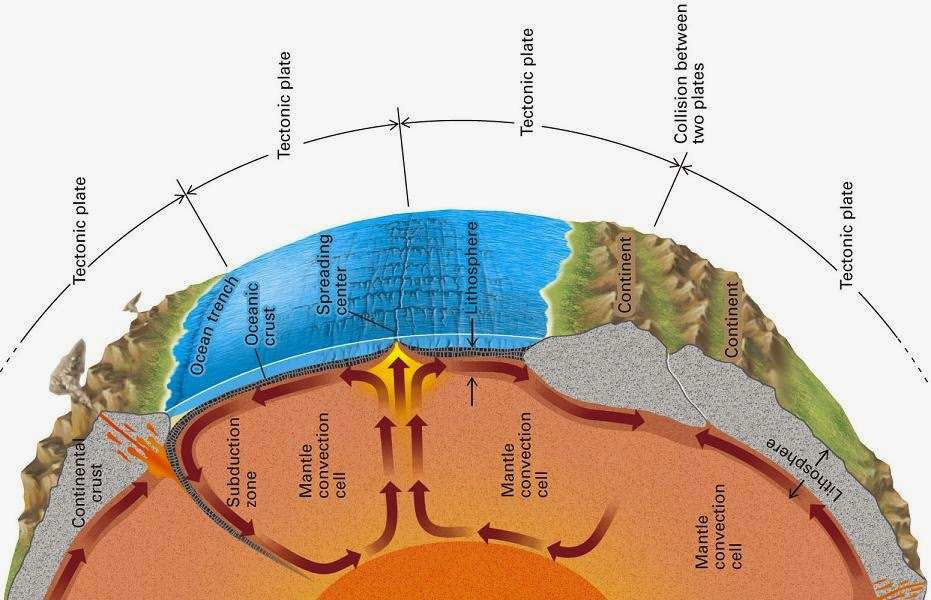 Tectonic plate
Tectonic plate
Tectonic plate
Collision between
two plates
Tectonic plate
Ocean trench
Oceanic
crust
Spreading
center
Lithosphere
Continent
Continent
Continental
crust
Subduction
zone
Mantle
convection
cell
Mantle
convection
cell
Mantle
convection
cell
Lithosphere